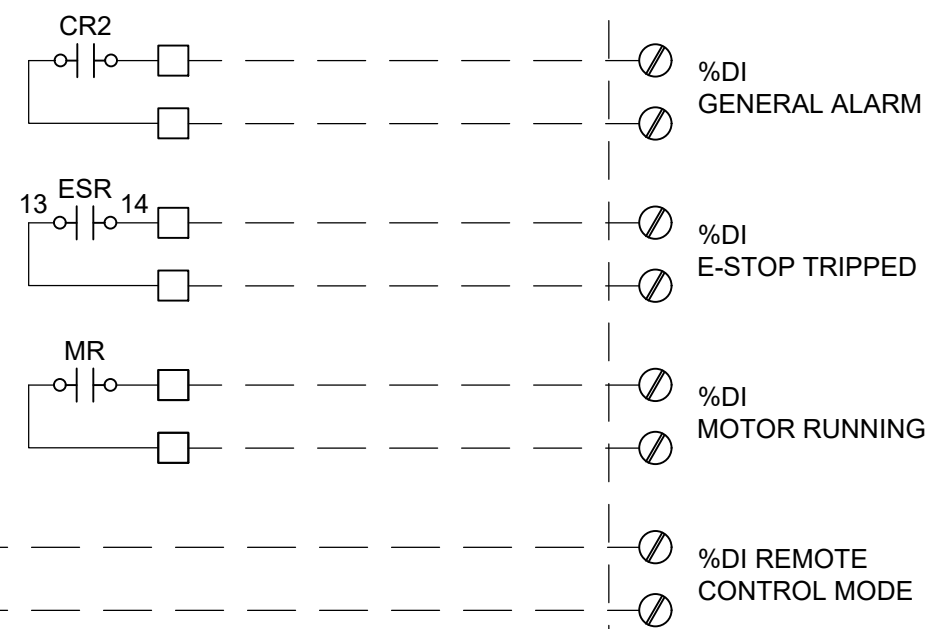 CR2
%DI
GENERAL ALARM
13 ESR 14
%DI
E-STOP TRIPPED
MR
%DI
MOTOR RUNNING
%DI REMOTE
CONTROL MODE